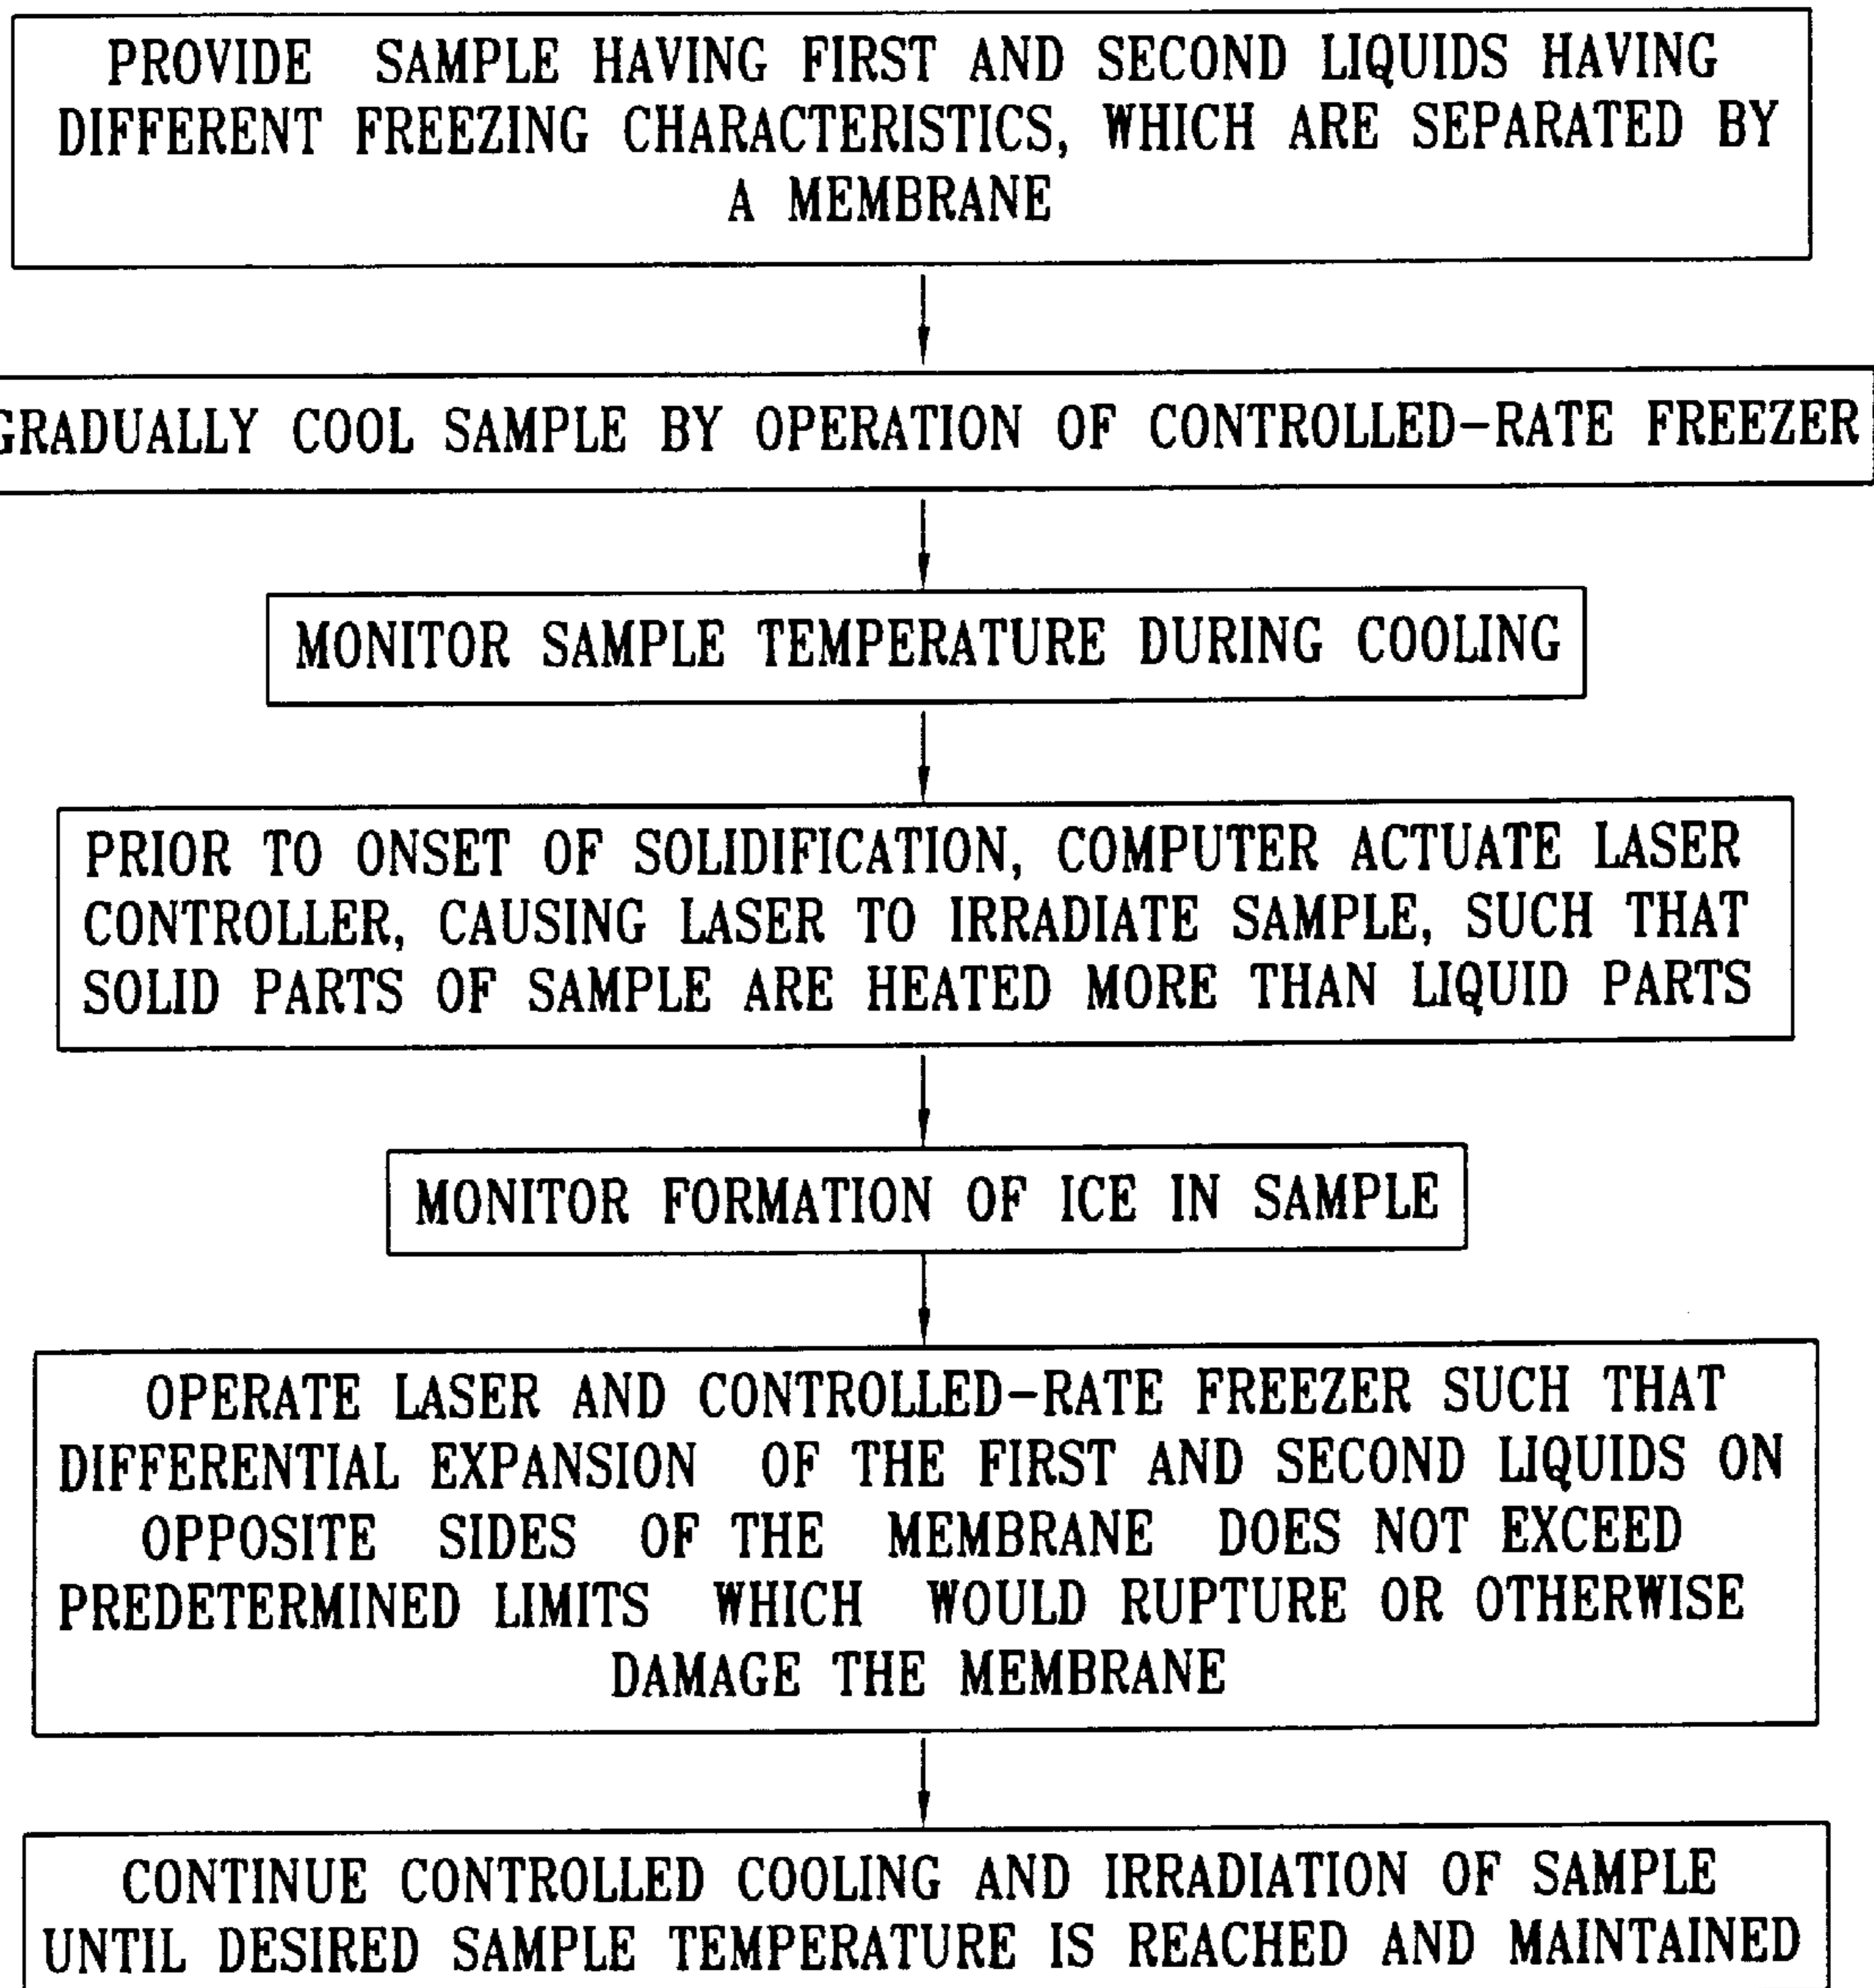 PROVIDE SAMPLE HAVING FIRST AND SECOND LIQUIDS HAVING
DIFFERENT FREEZING CHARACTERISTICS, WHICH ARE SEPARATED BY
A MEMBRANE
GRADUALLY COOL SAMPLE BY OPERATION OF CONTROLLED-RATE FREEZER
MONITOR SAMPLE TEMPERATURE DURING COOLING
PRIOR TO ONSET OF SOLIDIFICATION, COMPUTER ACTUATE LASER
CONTROLLER, CAUSING LASER TO IRRADIATE SAMPLE, SUCH THAT
SOLID PARTS OF SAMPLE ARE HEATED MORE THAN LIQUID PARTS
MONITOR FORMATION OF ICE IN SAMPLE
OPERATE LASER AND CONTROLLED-RATE FREEZER SUCH THAT
DIFFERENTIAL EXPANSION OF THE FIRST AND SECOND LIQUIDS ON
OPPOSITE SIDES OF THE MEMBRANE DOES NOT EXCEED
PREDETERMINED LIMITS WHICH WOULD RUPTURE OR OTHERWISE
DAMAGE THE MEMBRANE
CONTINUE CONTROLLED COOLING AND IRRADIATION OF SAMPLE
UNTIL DESIRED SAMPLE TEMPERATURE IS REACHED AND MAINTAINED